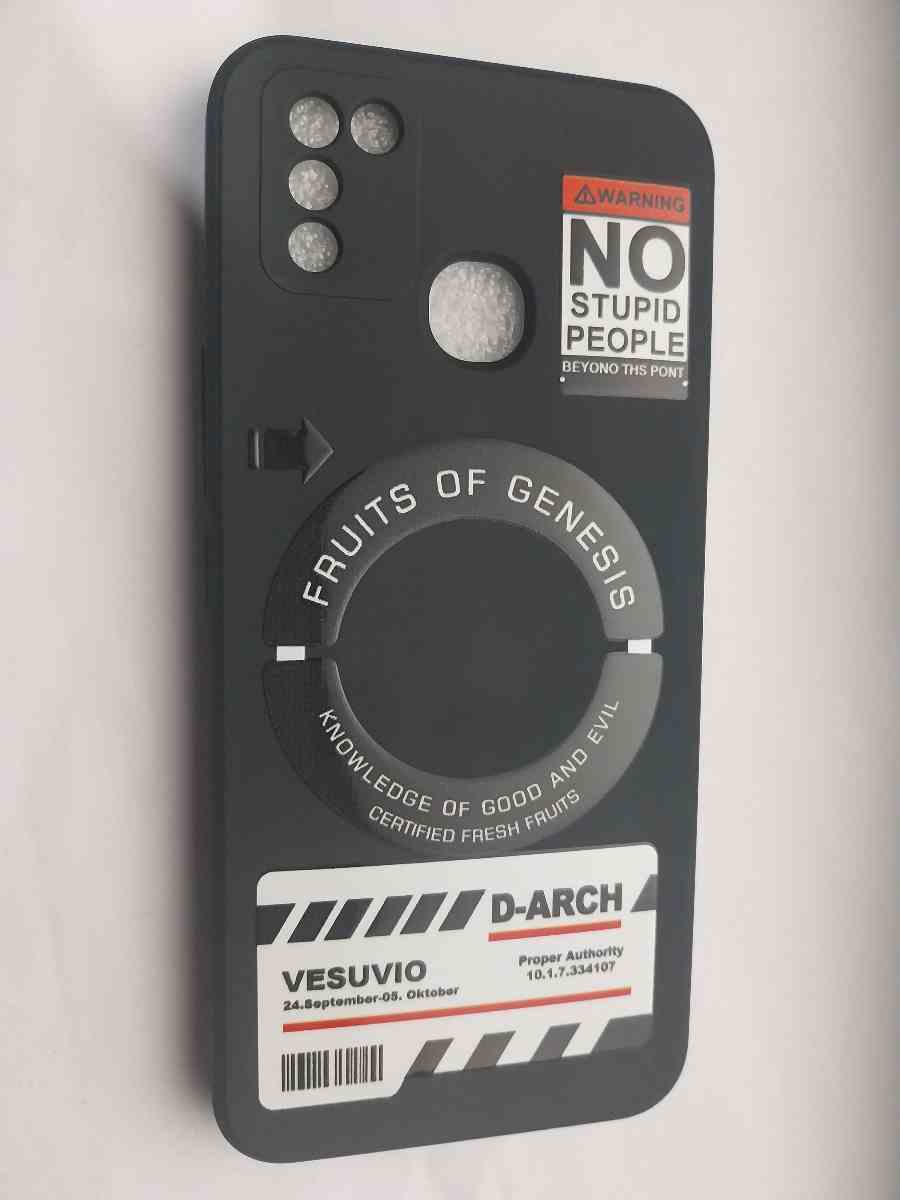 WARNING
NO
STUPID
PEOPLE
BEYONO THS PONT
FRUITS OF GENESIS
KNOWLEDGE OF GOOD AND EVIL
CERTIFIED FRESH FRUITS
D-ARCH
VESUVIO
24.September-05. Oktober
Proper Authority
10.1.7.334107